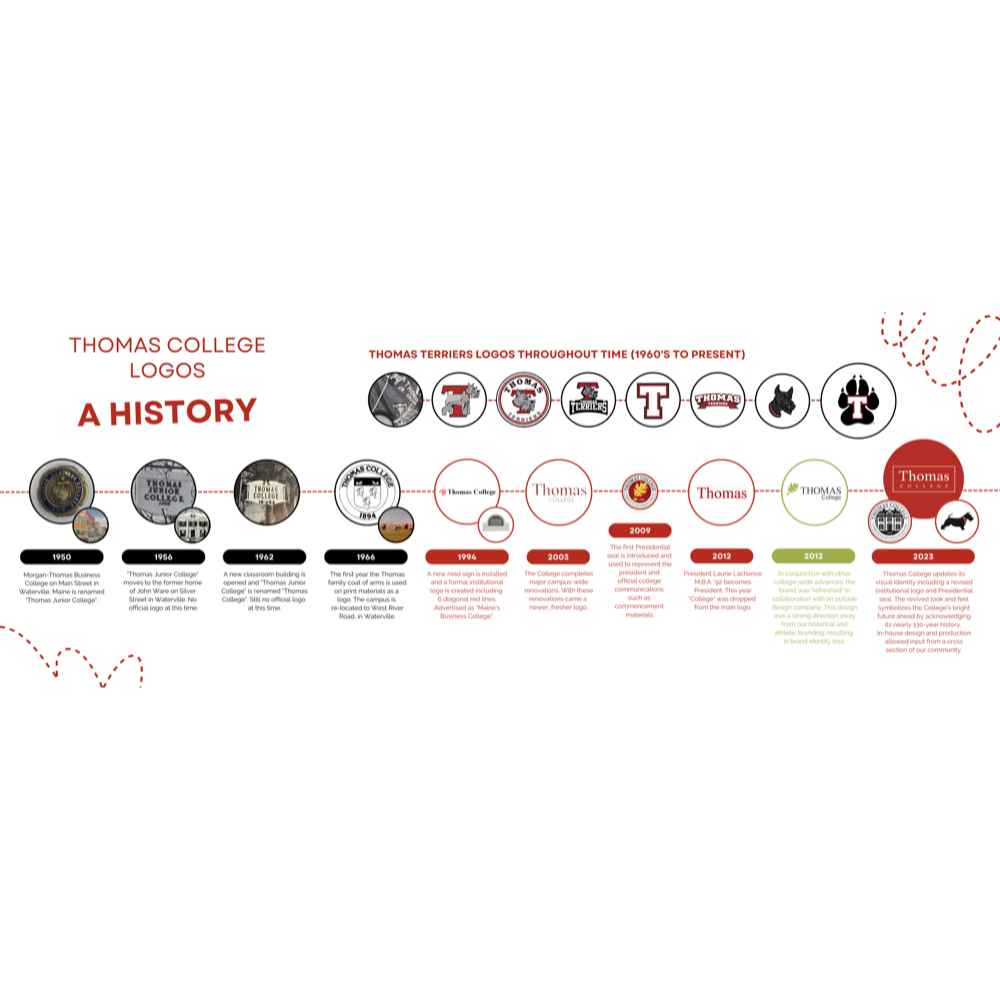 THOMAS COLLEGE
LOGOS
A HISTORY
THOMAS TERRIERS LOGOS THROUGHOUT TIME (1960'S TO PRESENT)
T
THOMAS
TERRIERS
TERRIERS
T
THOMAS
TERRIERS
T
THOMAS
JUNIOR
COLLEGE
THOMAS
COLLEGE
THOMAS COLLEGE
1894
Thomas College
Thomas
COLLEGE
Thomas
THOMAS
College
Thomas
COLLEGE
1950
Morgan-Thomas Business
College on Main Street in
Waterville, Maine is renamed
"Thomas Junior College".
1956
"Thomas Junior College"
moves to the former home
of John Ware on Silver
Street in Waterville. No
official logo at this time.
1962
A new classroom building is
opened and "Thomas Junior
College" is renamed "Thomas
College". Still no official logo
at this time.
1966
The first year the Thomas
family coat of arms is used
on print materials as a
logo. The campus is
re-located to West River
Road, in Waterville.
1994
A new road sign is installed
and a formal institutional
logo is created including
6 diagonal red lines.
Advertised as "Maine's
Business College".
2003
The College completes
major campus-wide
renovations. With these
renovations came a
newer, fresher logo.
2009
The first Presidential
seal is introduced and
used to represent the
president and
official college
communications
such as
commencement
materials.
2012
President Laurie Lachance
M.B.A. '92 becomes
President. This year
"College" was dropped
from the main logo.
2012
In conjunction with other
college-wide advances, the
brand was "refreshed" in
collaboration with an outside
design company. This design
was a strong direction away
from our historical and
athletic branding, resulting
in brand identity loss.
2023
Thomas College updates its
visual identity including a revised
institutional logo and Presidential
seal. The revived look and feel
symbolizes the College's bright
future ahead by acknowledging
its nearly 130-year history.
In-house design and production
allowed input from a cross
section of our community.